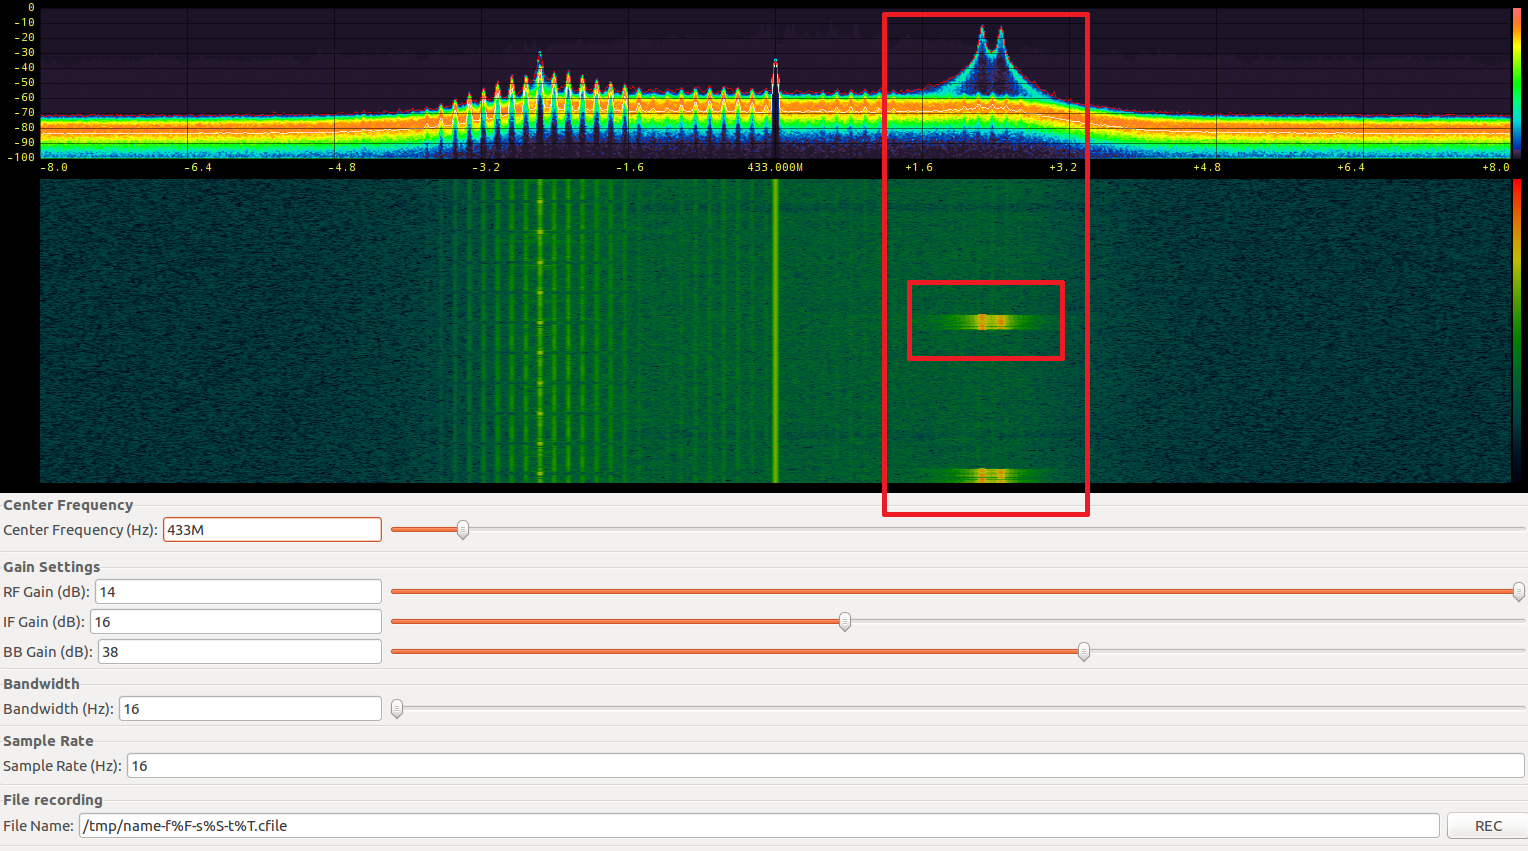 0
-10
-20
-30
-40
-50
-60
-70
-80
-90
-100
-8.0 -6.4 -4.8 -3.2 -1.6 433.000M +1.6 +3.2 +4.8 +6.4 +8.0
Center Frequency
Center Frequency (Hz): 433M
Gain Settings
RF Gain (dB): 14
IF Gain (dB): 16
BB Gain (dB): 38
Bandwidth
Bandwidth (Hz): 16
Sample Rate
Sample Rate (Hz): 16
File recording
File Name: /tmp/name-f%F-s%S-t%T.cfile REC